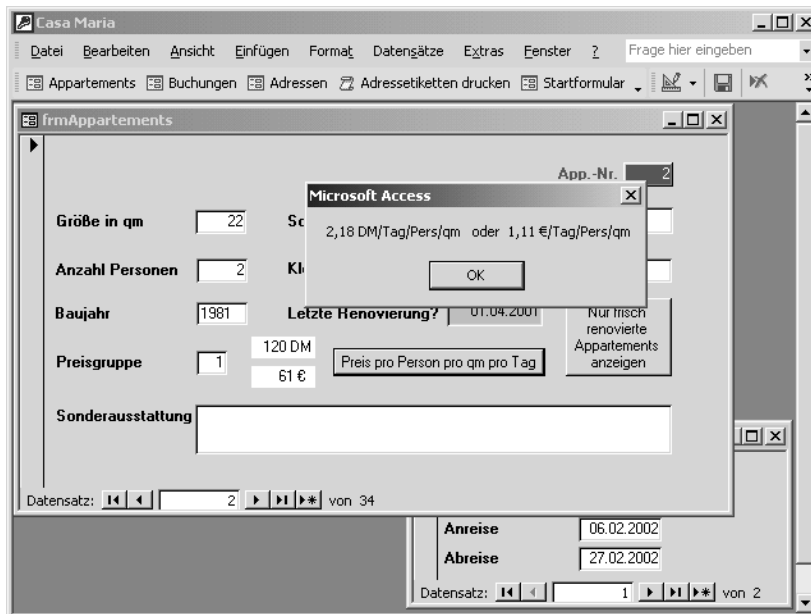 Casa Maria
Datei Bearbeiten Ansicht Einfügen Format Datensätze Extras Fenster ? Frage hier eingeben
Appartements Buchungen Adressen Adressetiketten drucken Startformular
frmAppartements
App.-Nr. 2
Microsoft Access
2,18 DM/Tag/Pers/qm oder 1,11 €/Tag/Pers/qm
OK
Größe in qm 22 Sc
Anzahl Personen 2 Kl
Baujahr 1981 Letzte Renovierung? 01.04.2001
Nur frisch
renovierte
Appartements
anzeigen
Preisgruppe 1 120 DM
61 €
Preis pro Person pro qm pro Tag
Sonderausstattung
Datensatz: 2 von 34
Anreise 06.02.2002
Abreise 27.02.2002
Datensatz: 1 von 2